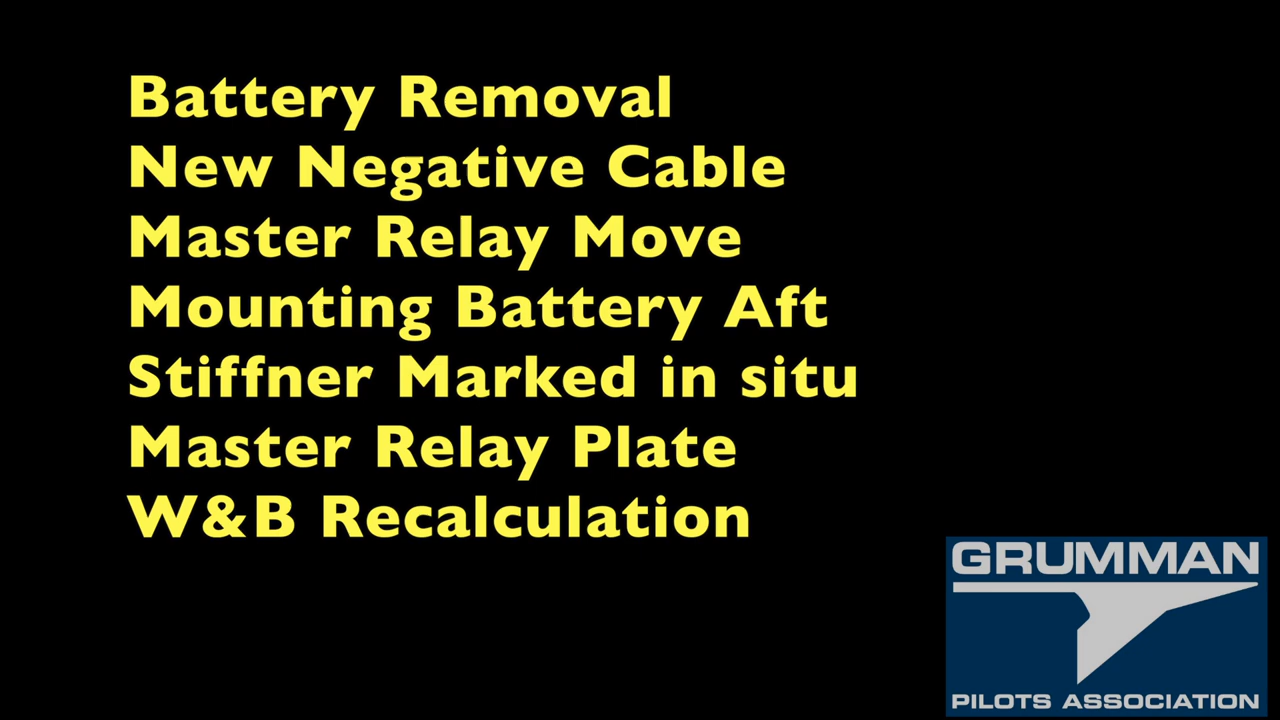 Battery Removal
New Negative Cable
Master Relay Move
Mounting Battery Aft
Stiffner Marked in situ
Master Relay Plate
W&B Recalculation
GRUMMAN
PILOTS ASSOCIATION